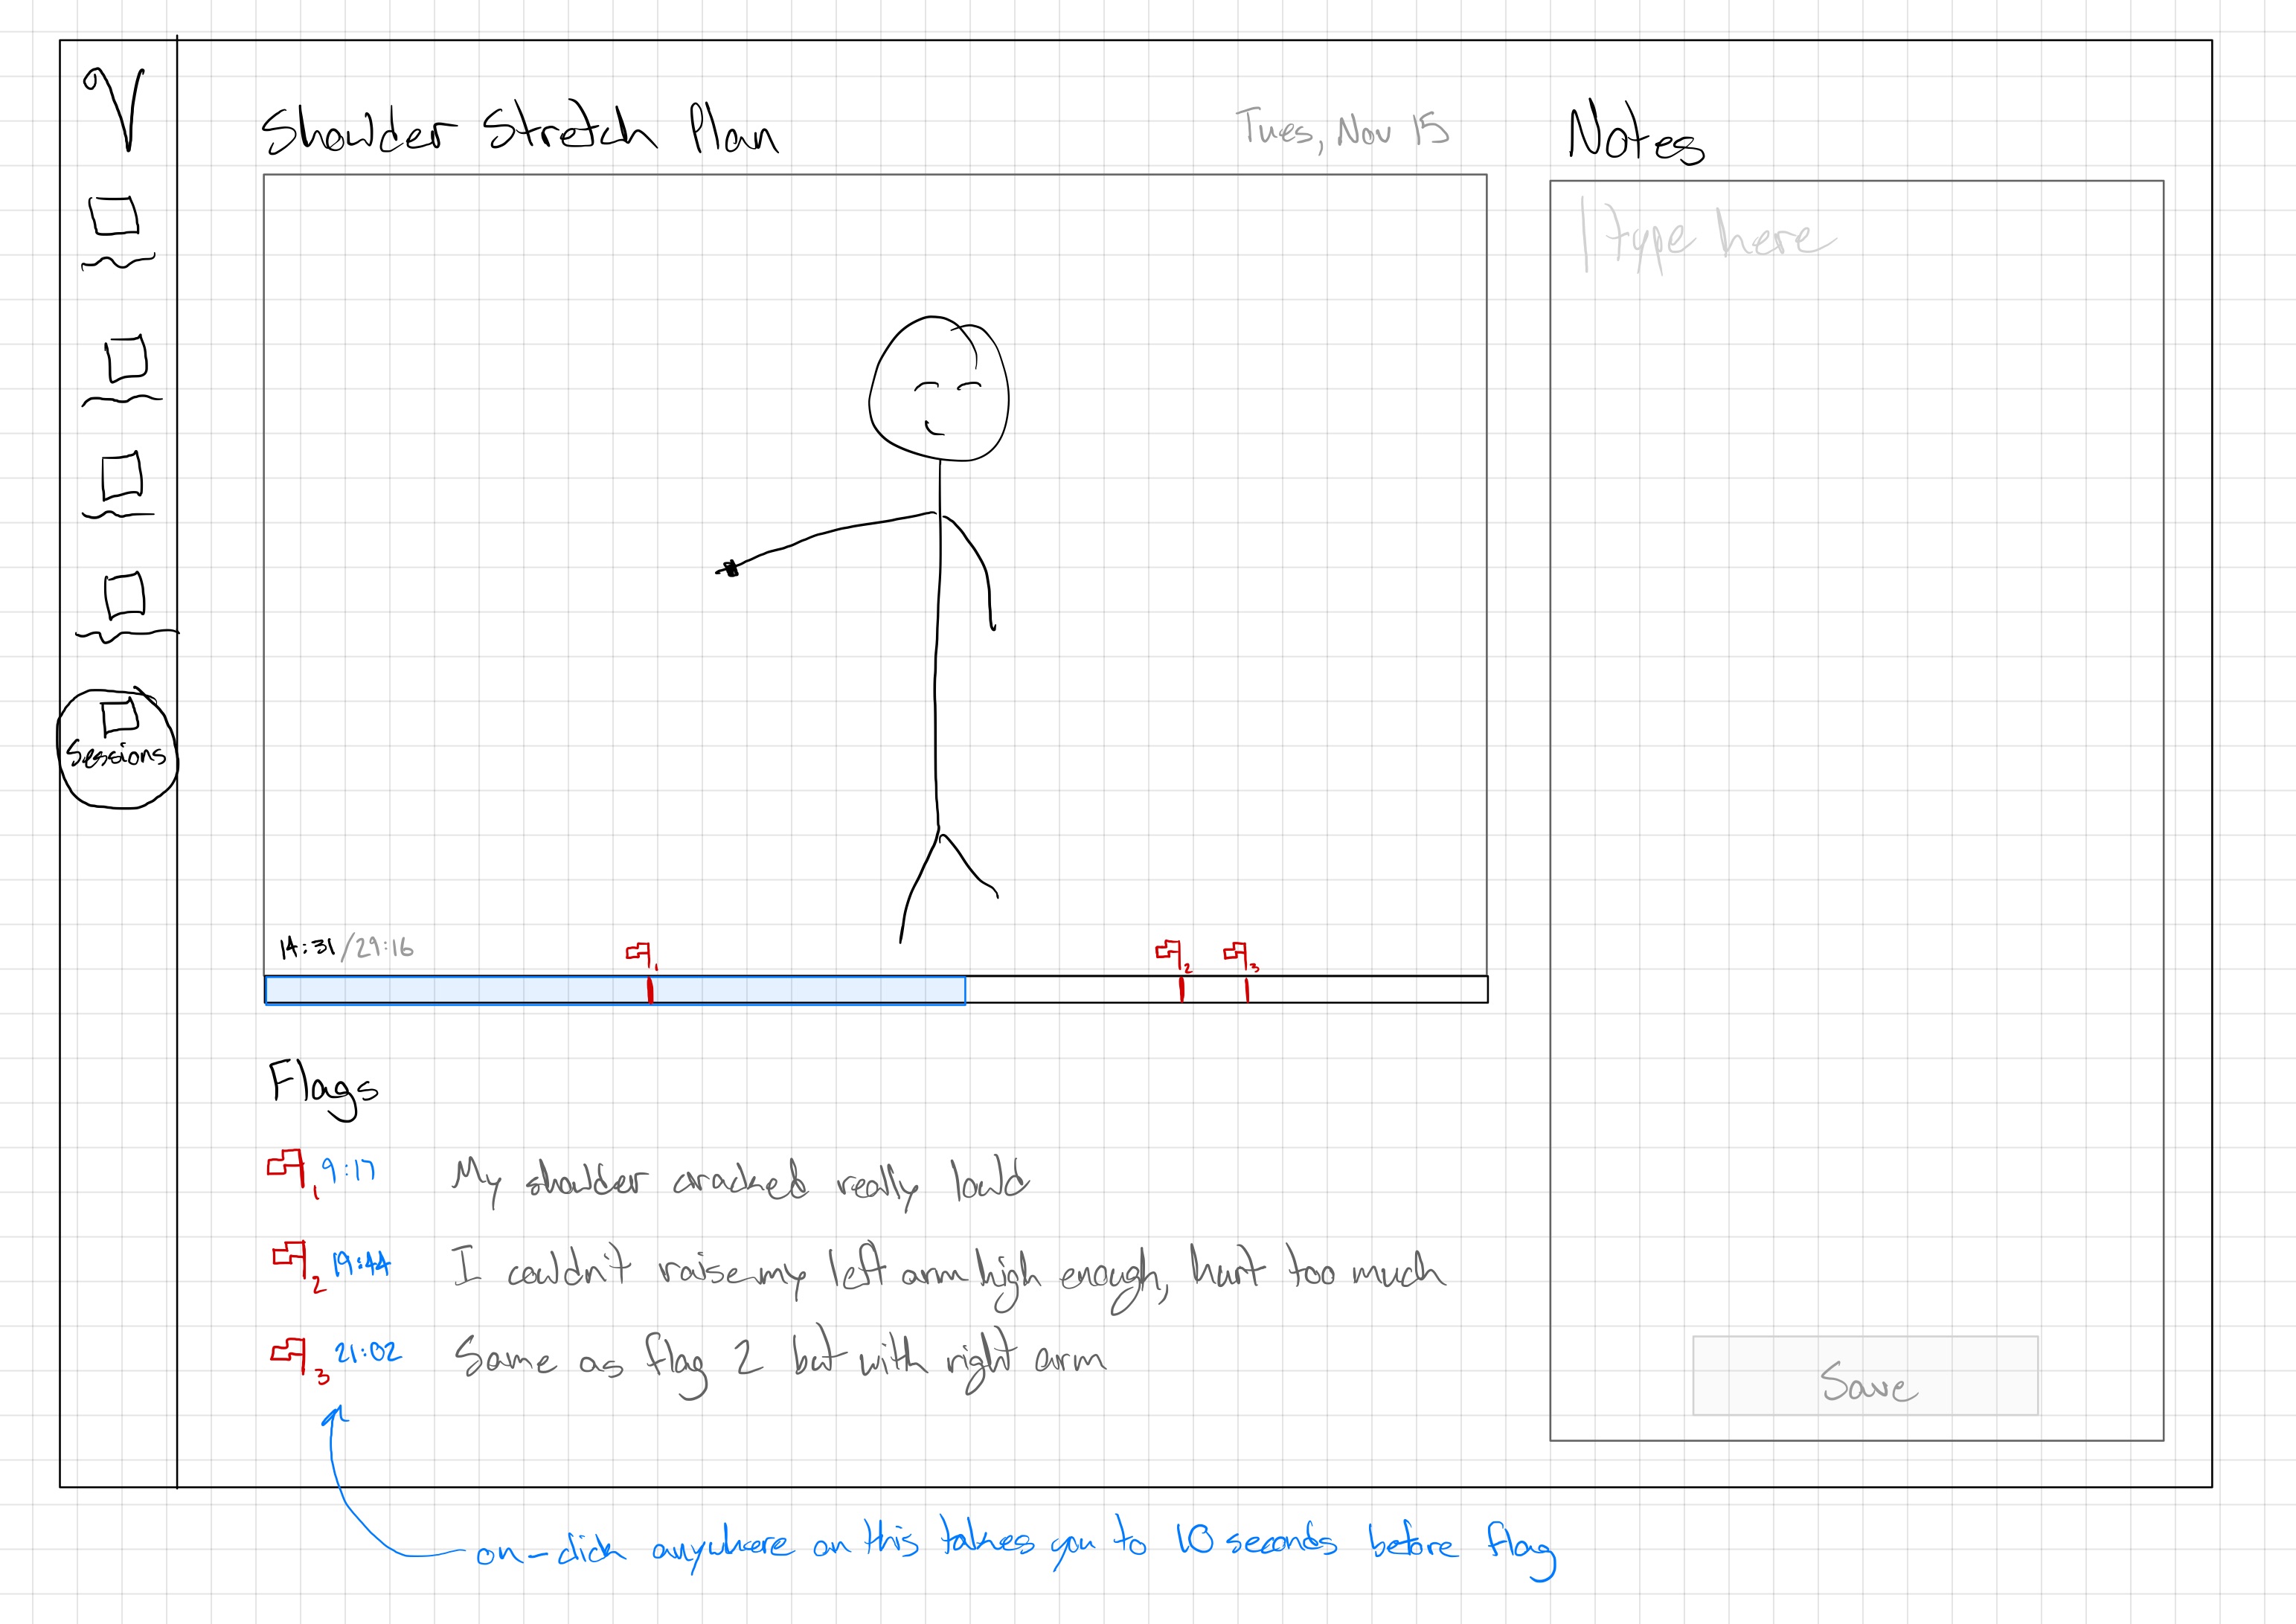 V
Shoulder Stretch Plan
Tues, Nov 15
Notes
type here
Sessions
14:31/29:16
1
2
3
Flags
1 9:17 My shoulder cracked really loud
2 19:44 I couldn't raise my left arm high enough, hurt too much
3 21:02 Same as flag 2 but with right arm
Save
on-click anywhere on this takes you to 10 seconds before flag